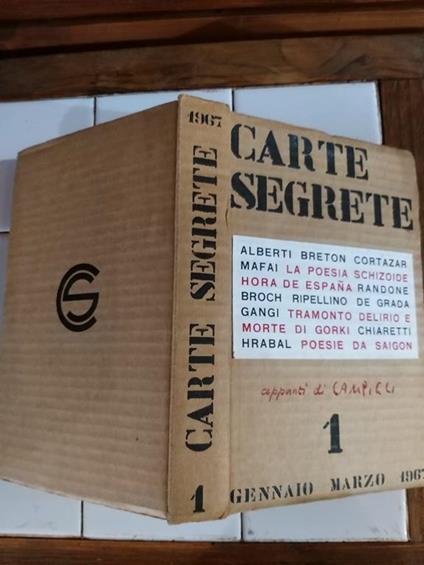 1967
CARTE SEGRETE
1
CARTE
SEGRETE
ALBERTI BRETON CORTAZAR
MAFAI LA POESIA SCHIZOIDE
HORA DE ESPAÑA RANDONE
BROCH RIPELLINO DE GRADA
GANGI TRAMONTO DELIRIO E
MORTE DI GORKI CHIARETTI
HRABAL POESIE DA SAIGON
appunti di CAMPIGLI
1
GENNAIO MARZO 1967
CS